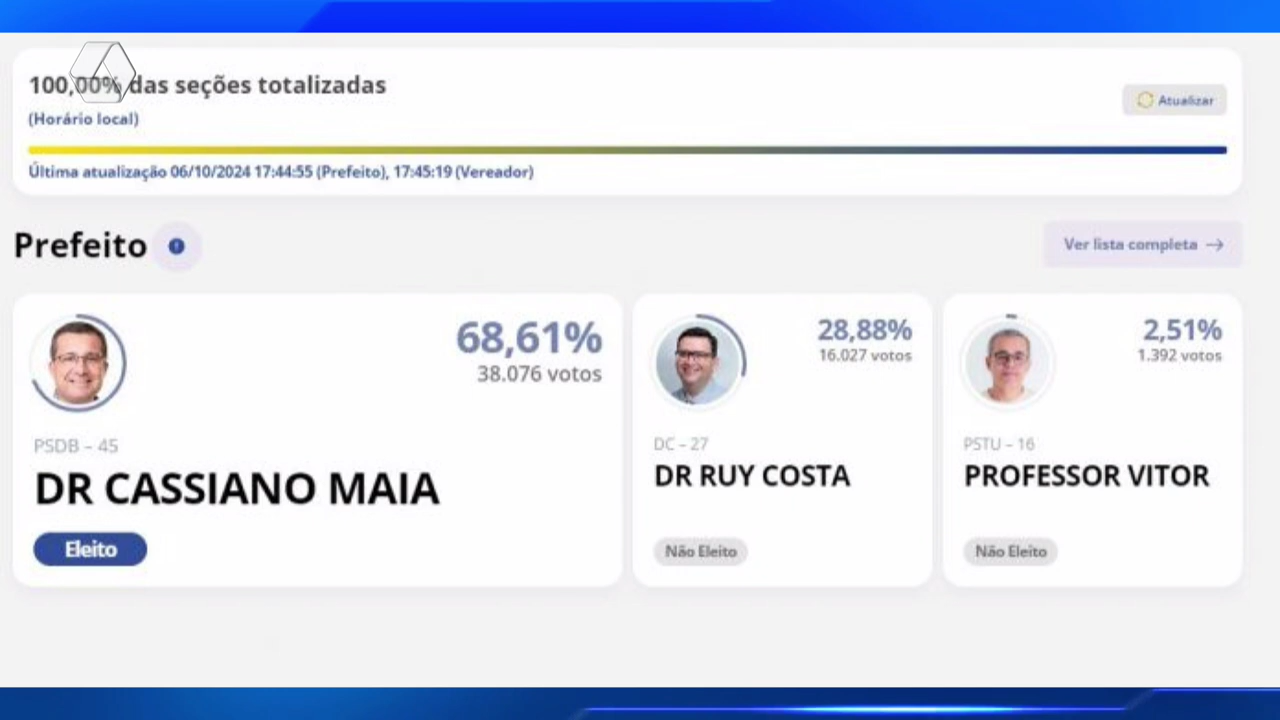 100,00% das seções totalizadas
(Horário local)
Atualizar
Última atualização 06/10/2024 17:44:55 (Prefeito), 17:45:19 (Vereador)
Prefeito
Ver lista completa →
68,61%
38.076 votos
PSDB – 45
DR CASSIANO MAIA
Eleito
28,88%
16.027 votos
DC – 27
DR RUY COSTA
Não Eleito
2,51%
1.392 votos
PSTU – 16
PROFESSOR VITOR
Não Eleito